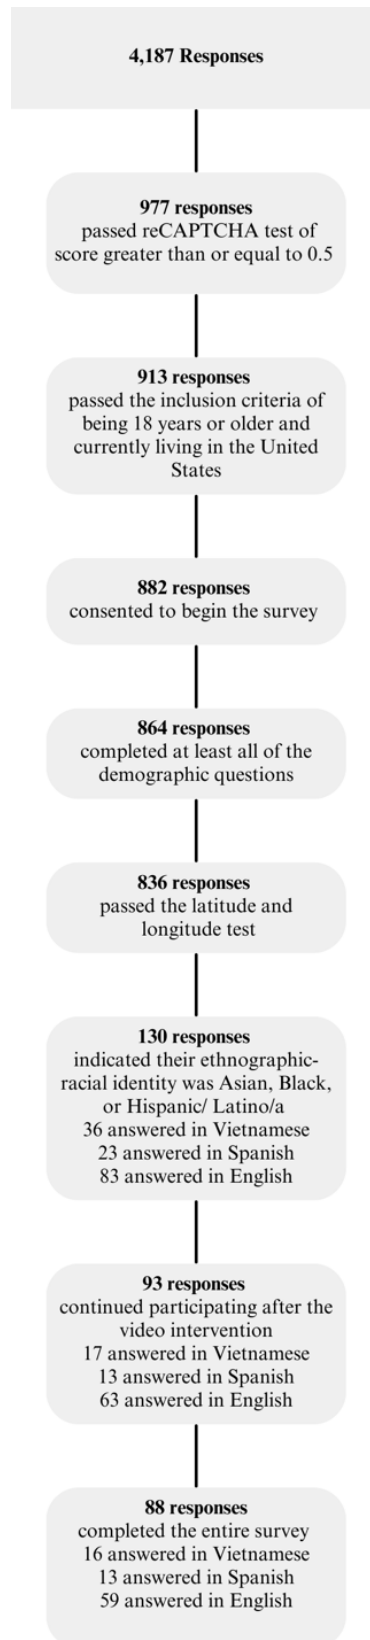 4,187 Responses
977 responses
passed reCAPTCHA test of
score greater than or equal to 0.5
913 responses
passed the inclusion criteria of
being 18 years or older and
currently living in the United
States
882 responses
consented to begin the survey
864 responses
completed at least all of the
demographic questions
836 responses
passed the latitude and
longitude test
130 responses
indicated their ethnographic-
racial identity was Asian, Black,
or Hispanic/ Latino/a
36 answered in Vietnamese
23 answered in Spanish
83 answered in English
93 responses
continued participating after the
video intervention
17 answered in Vietnamese
13 answered in Spanish
63 answered in English
88 responses
completed the entire survey
16 answered in Vietnamese
13 answered in Spanish
59 answered in English